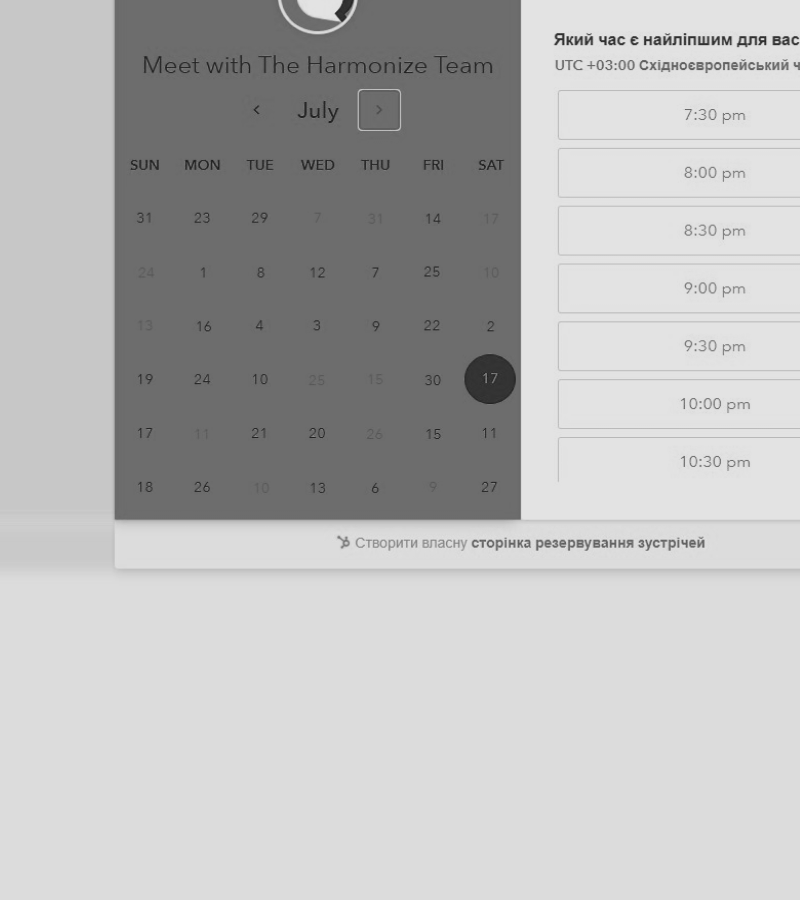 Meet with The Harmonize Team
July
SUN MON TUE WED THU FRI SAT
31 23 29 7 31 14 17
24 1 8 12 7 25 10
13 16 4 3 9 22 2
19 24 10 25 15 30 17
17 11 21 20 26 15 11
18 26 10 13 6 9 27
Який час є найліпшим для вас
UTC +03:00 Східноєвропейський ч
7:30 pm
8:00 pm
8:30 pm
9:00 pm
9:30 pm
10:00 pm
10:30 pm
Створити власну сторінка резервування зустрічей